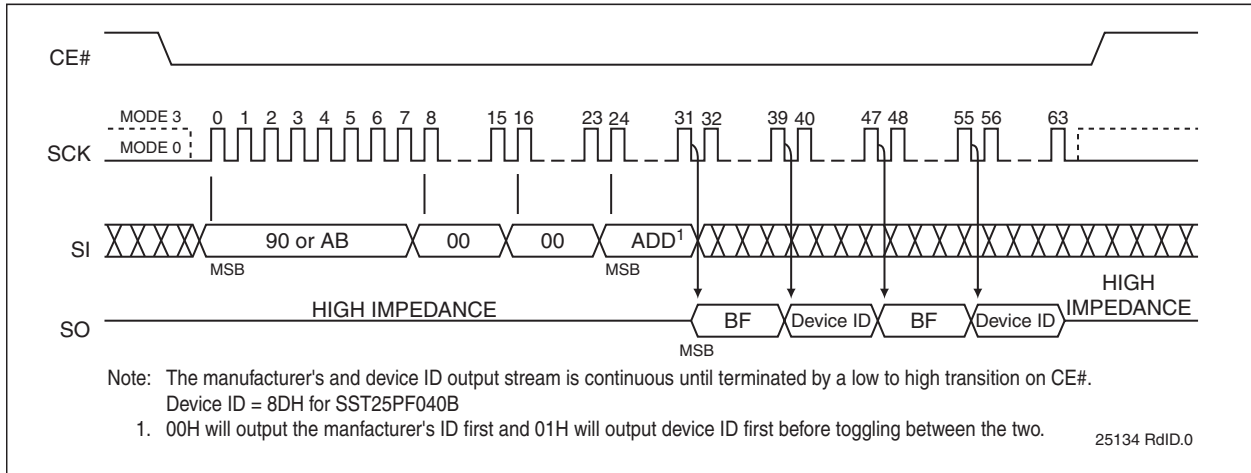 CE#
MODE 3
0 1 2 3 4 5 6 7 8 15 16 23 24 31 32 39 40 47 48 55 56 63
SCK
MODE 0
SI
90 or AB 00 00 ADD1
MSB MSB
HIGH IMPEDANCE
HIGH
IMPEDANCE
SO
BF Device ID BF Device ID
MSB
Note: The manufacturer's and device ID output stream is continuous until terminated by a low to high transition on CE#.
Device ID = 8DH for SST25PF040B
1. 00H will output the manfacturer's ID first and 01H will output device ID first before toggling between the two.
25134 RdID.0